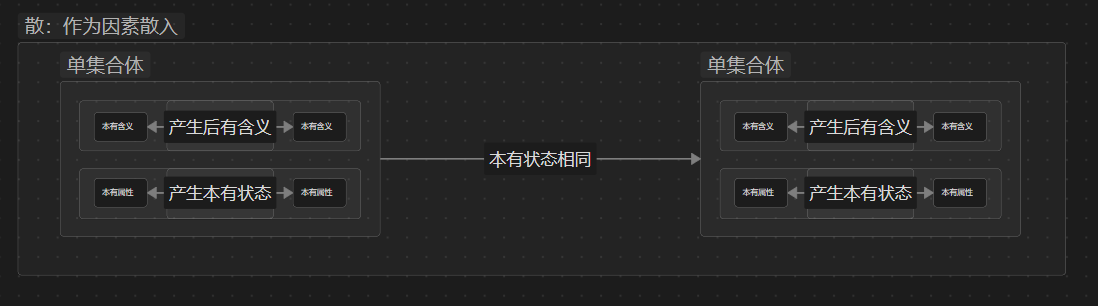 散：作为因素散入
单集合体
单集合体
本有含义
产生后有含义
本有含义
本有含义
产生后有含义
本有含义
本有状态相同
本有属性
产生本有状态
本有属性
本有属性
产生本有状态
本有属性